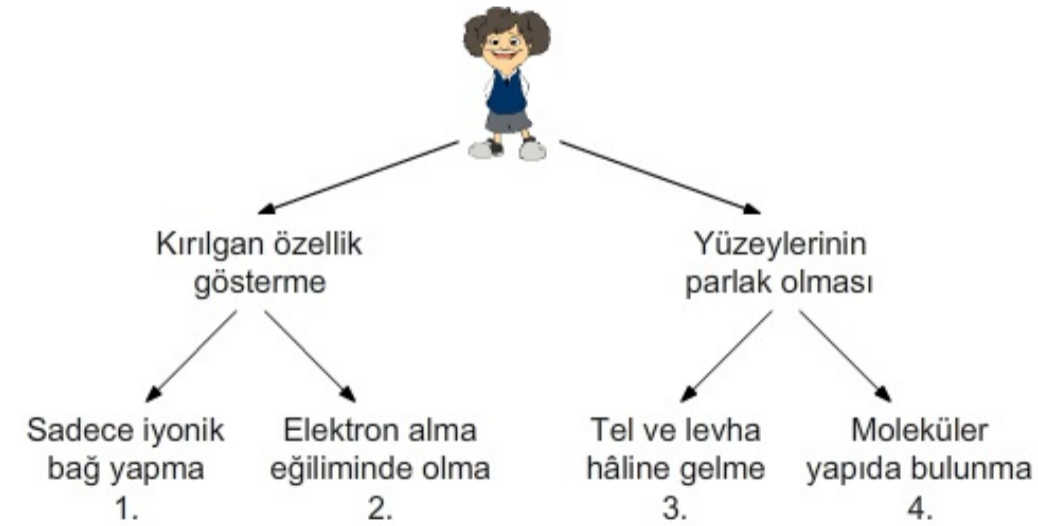 Kırılgan özellik
gösterme
Yüzeylerinin
parlak olması
Sadece iyonik
bağ yapma
1.
Elektron alma
eğiliminde olma
2.
Tel ve levha
hâline gelme
3.
Moleküler
yapıda bulunma
4.